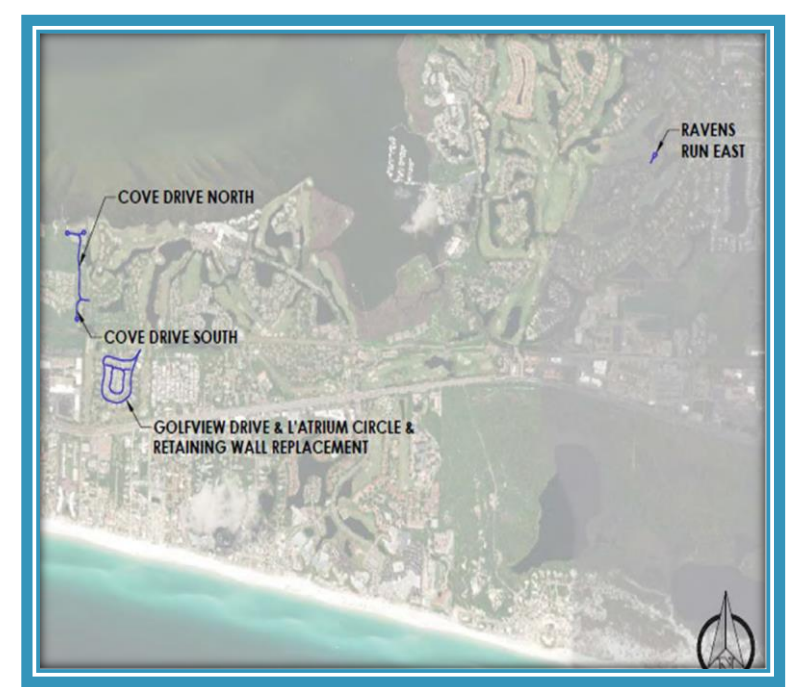 RAVENS
RUN EAST
COVE DRIVE NORTH
COVE DRIVE SOUTH
GOLFVIEW DRIVE & L'ATRIUM CIRCLE &
RETAINING WALL REPLACEMENT
N